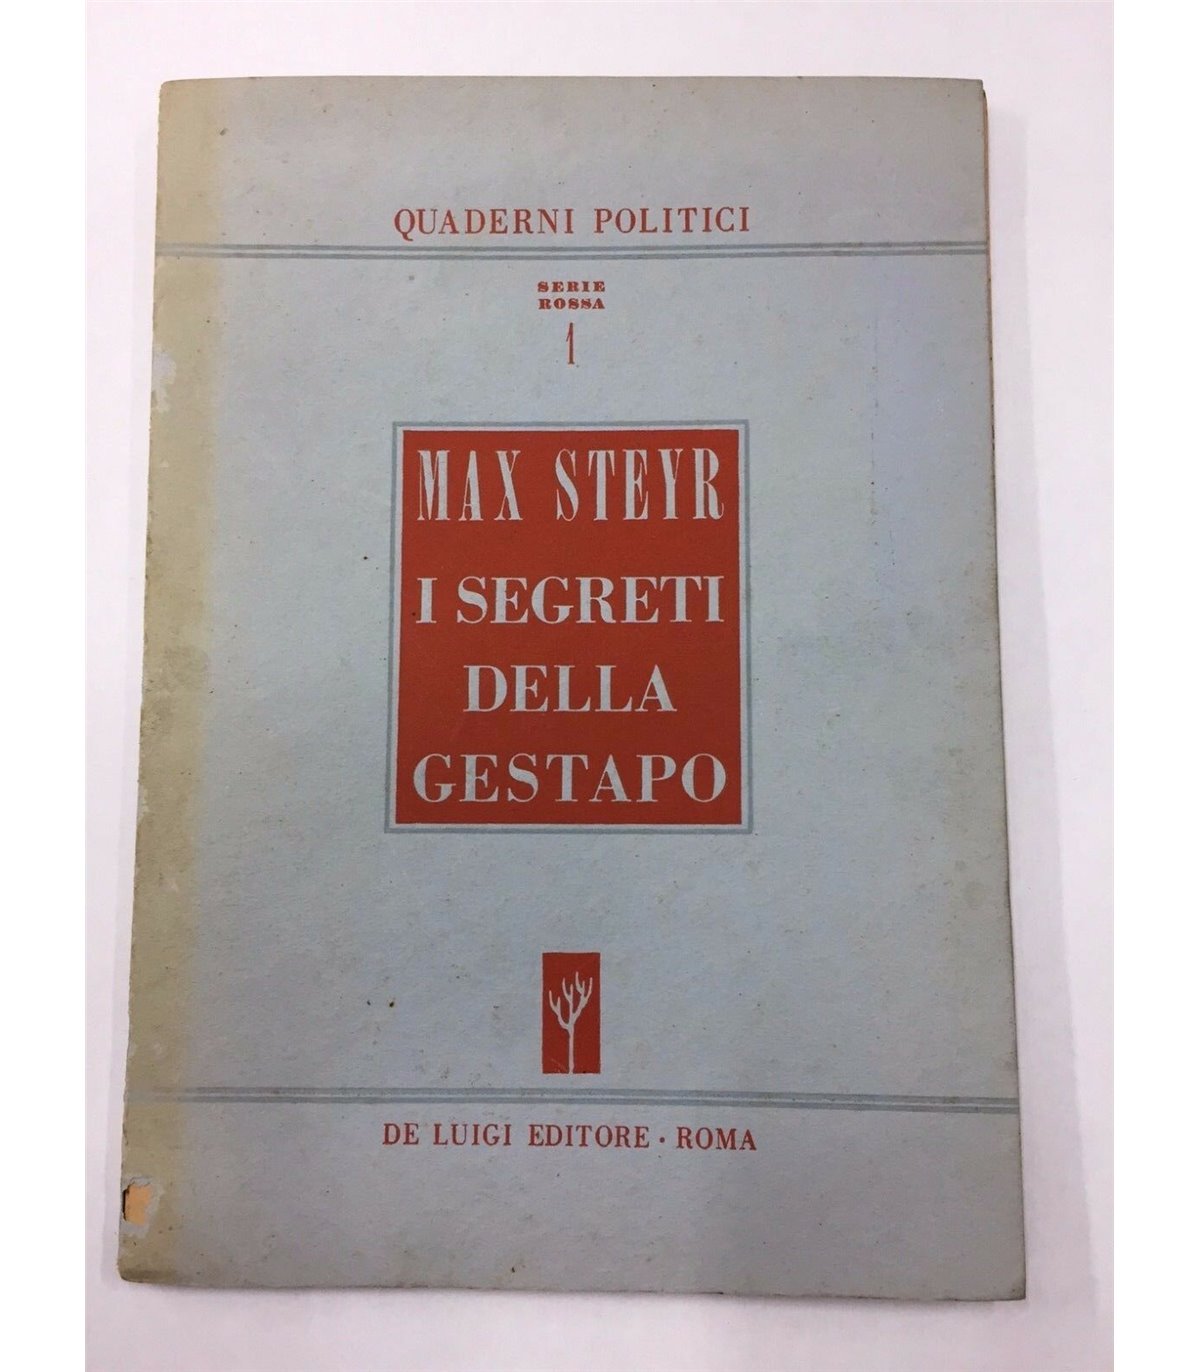 QUADERNI POLITICI
SERIE
ROSSA
1
MAX STEYR
I SEGRETI
DELLA
GESTAPO
DE LUIGI EDITORE · ROMA